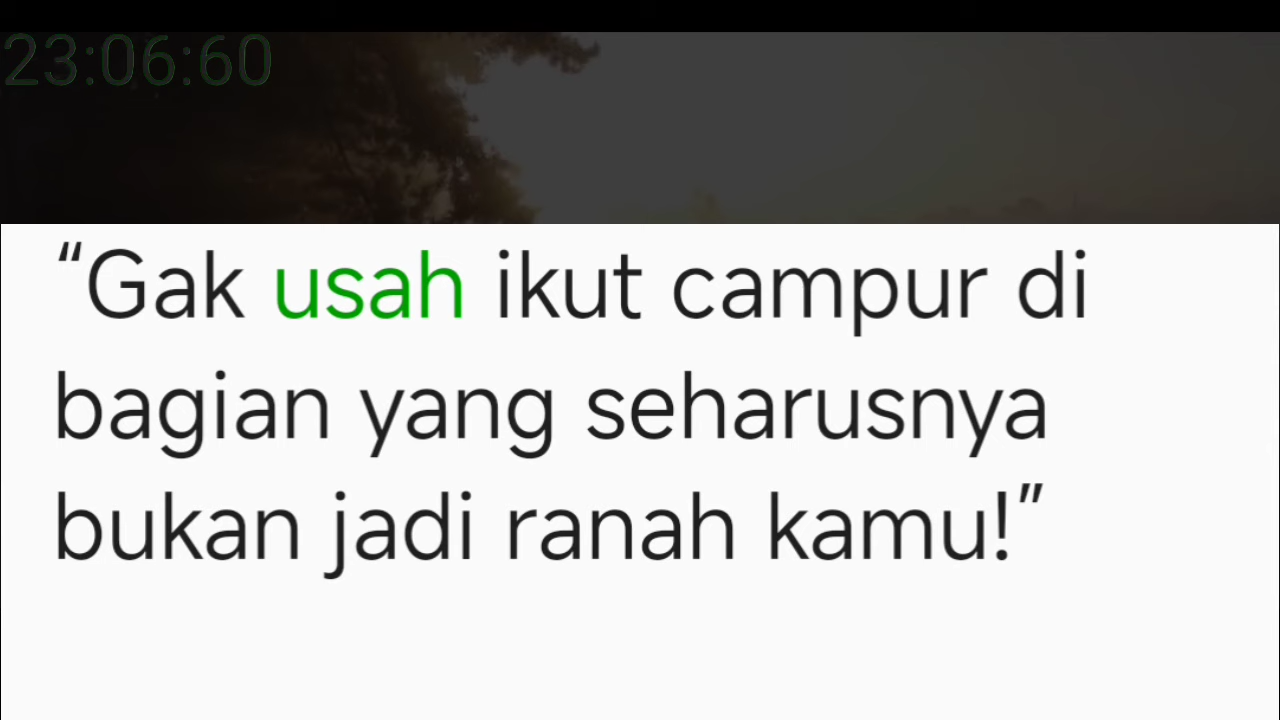 23:06:60
“Gak usah ikut campur di
bagian yang seharusnya
bukan jadi ranah kamu!”